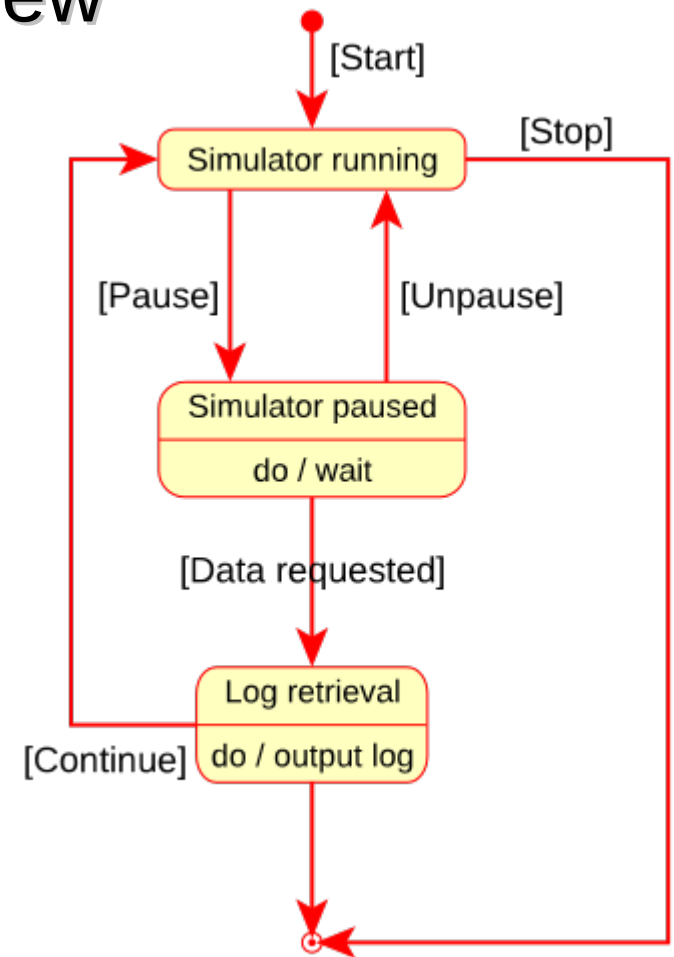 ew
[Start]
[Stop]
Simulator running
[Pause]
[Unpause]
Simulator paused
do / wait
[Data requested]
Log retrieval
do / output log
[Continue]